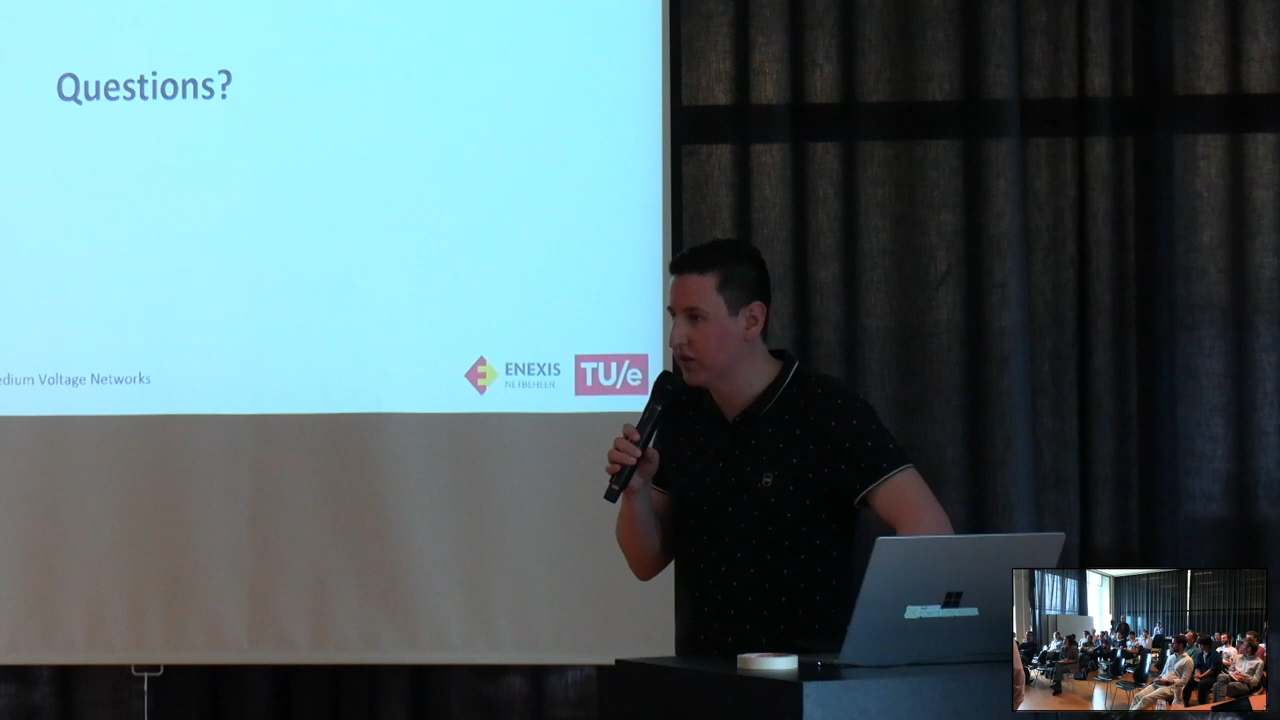 Questions?
edium Voltage Networks
ENEXIS
NETBEHEER
TU/e